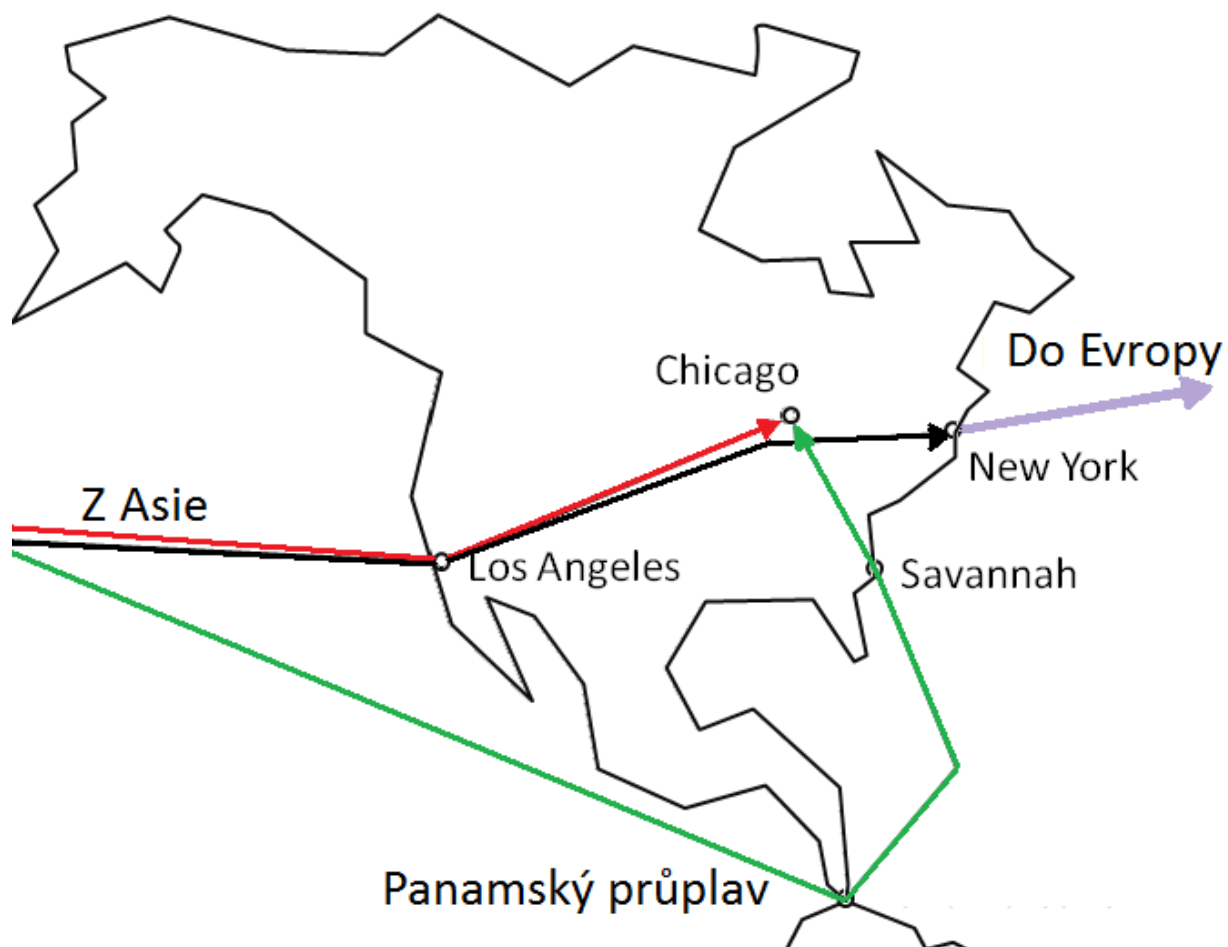 Do Evropy
Chicago
New York
Z Asie
Los Angeles
Savannah
Panamský průplav